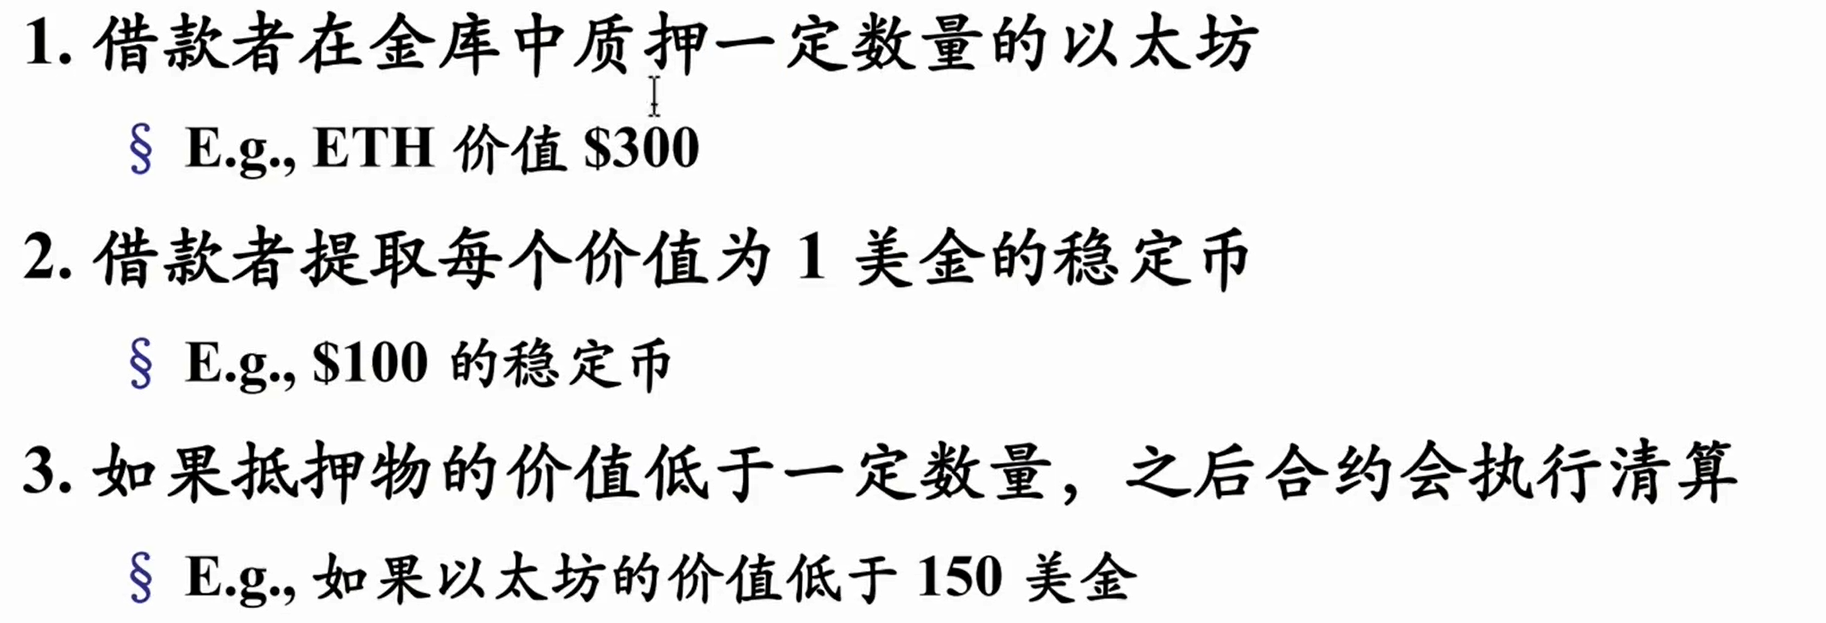 1. 借款者在金库中质押一定数量的以太坊
§ E.g., ETH 价值 $300
2. 借款者提取每个价值为 1 美金的稳定币
§ E.g., $100 的稳定币
3. 如果抵押物的价值低于一定数量，之后合约会执行清算
§ E.g., 如果以太坊的价值低于 150 美金